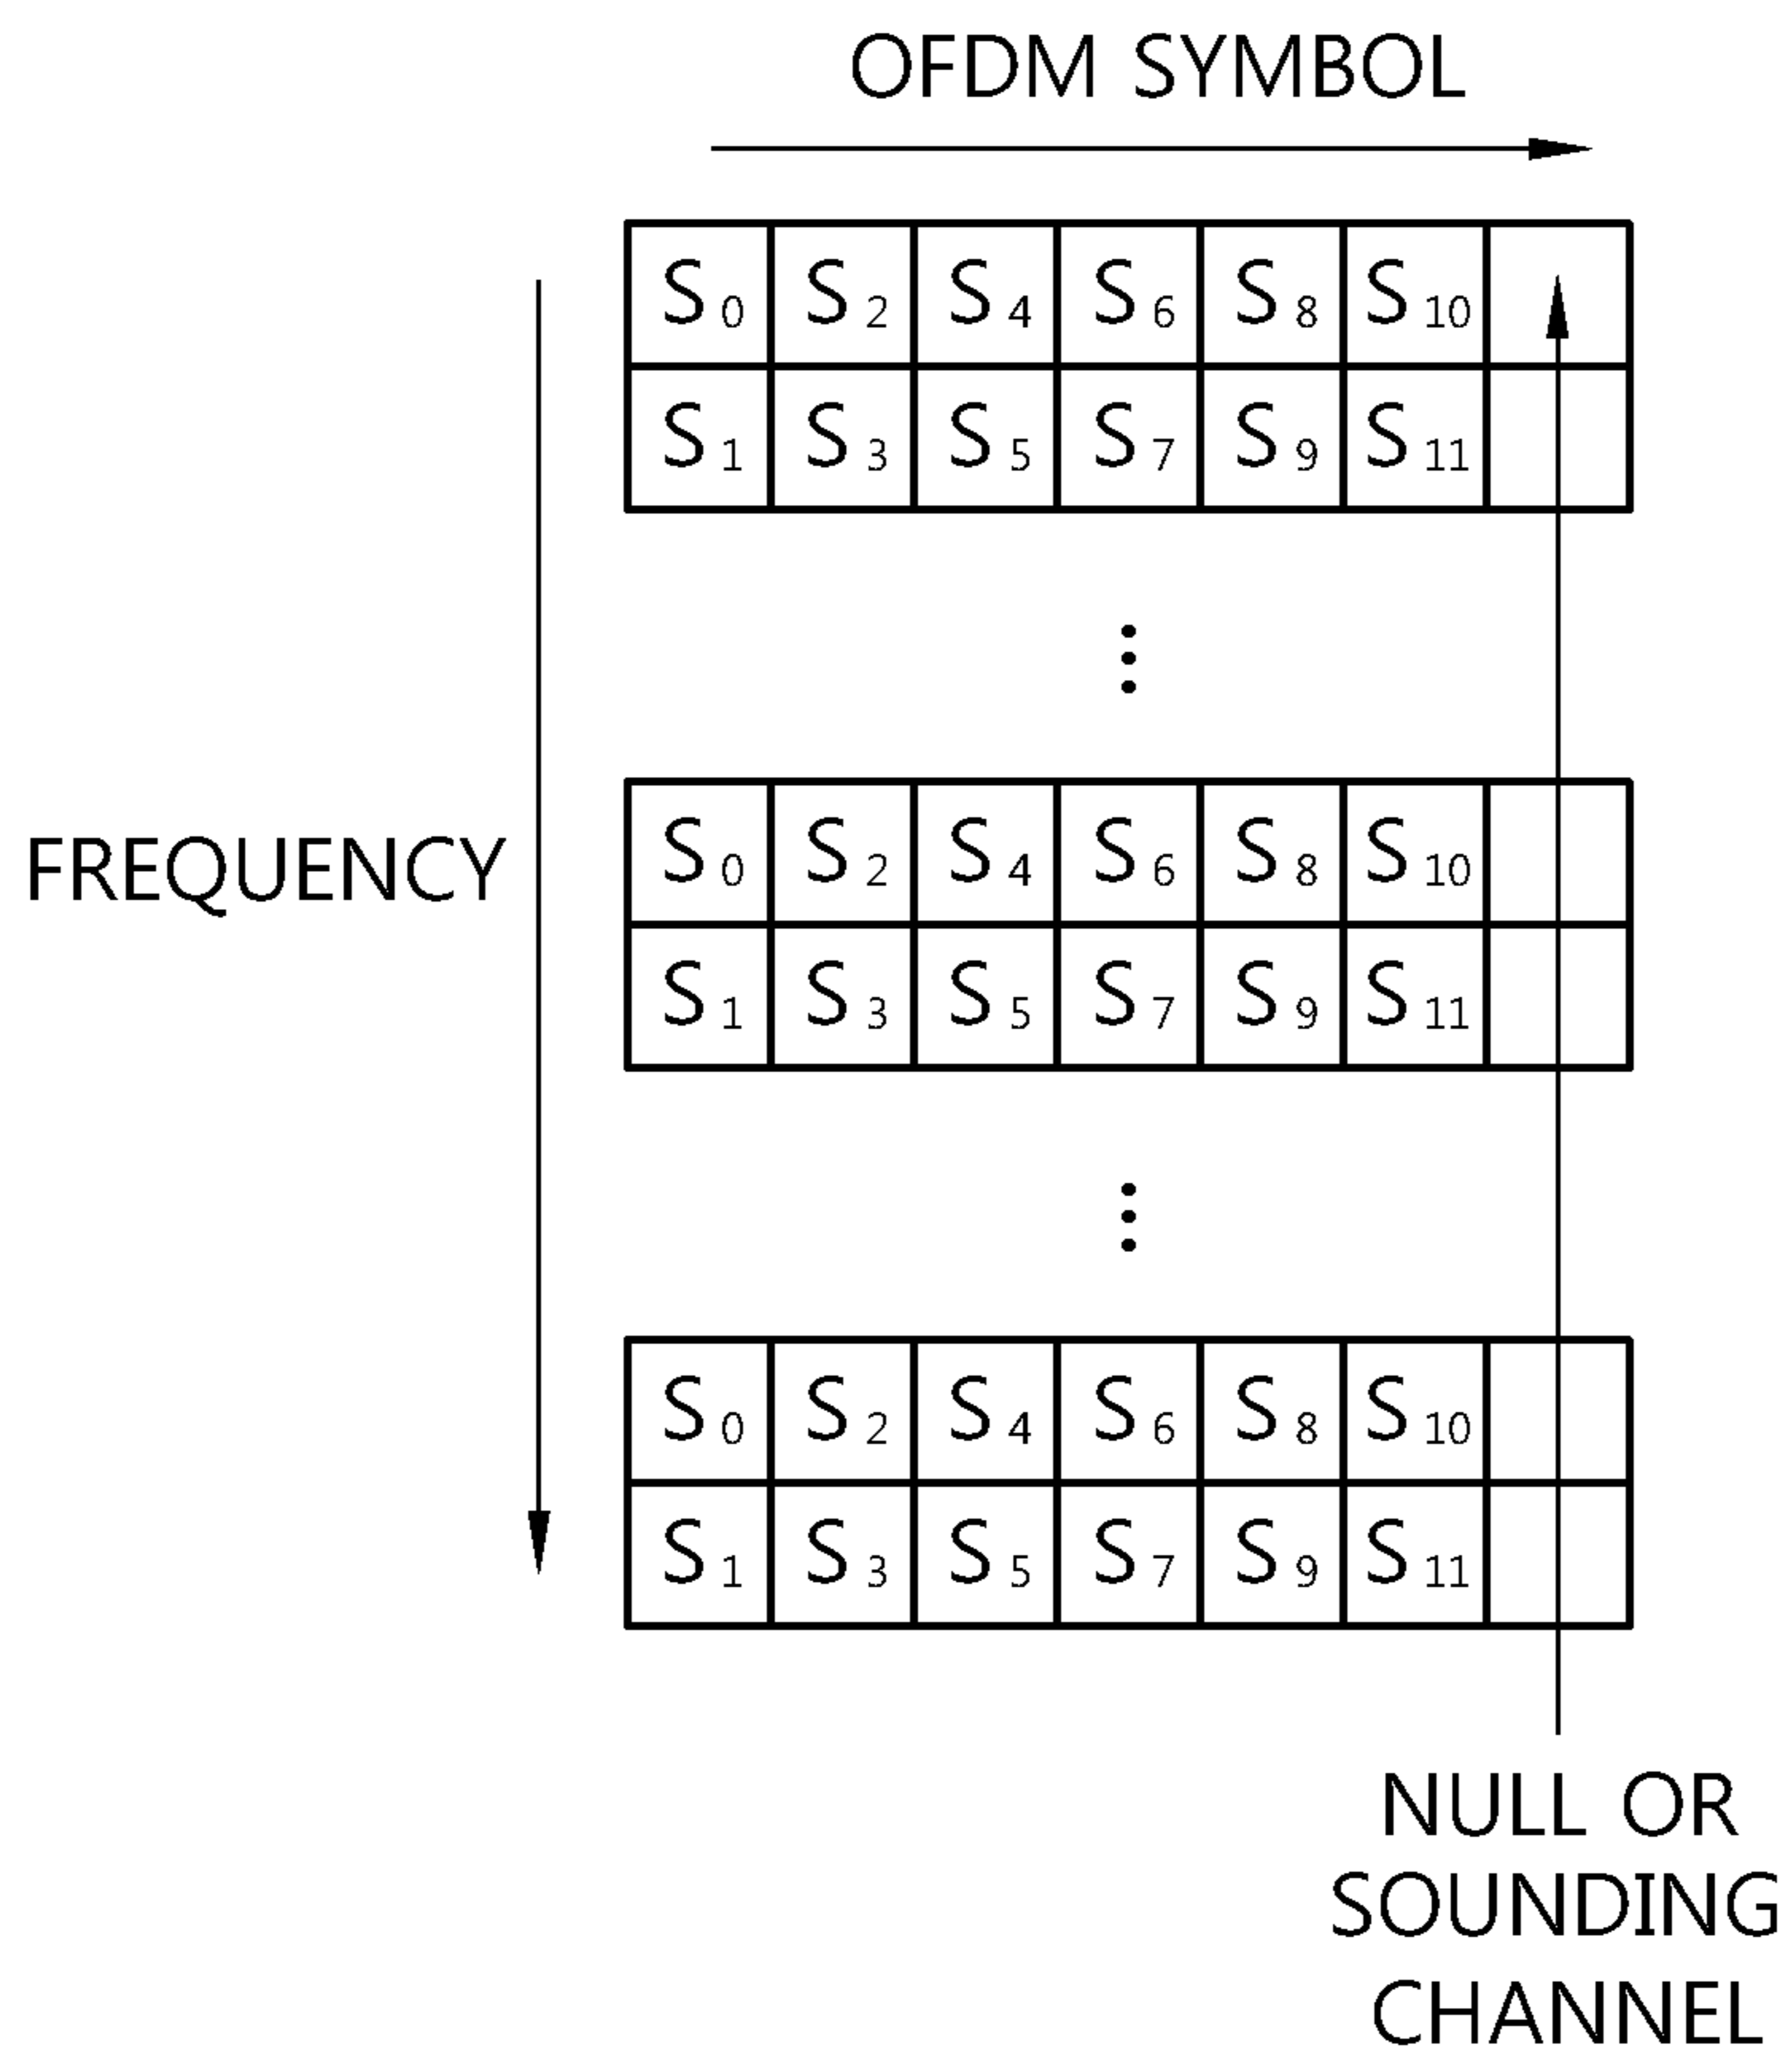 OFDM SYMBOL
S0 S2 S4 S6 S8 S10
S1 S3 S5 S7 S9 S11
FREQUENCY
S0 S2 S4 S6 S8 S10
S1 S3 S5 S7 S9 S11
S0 S2 S4 S6 S8 S10
S1 S3 S5 S7 S9 S11
NULL OR
SOUNDING
CHANNEL